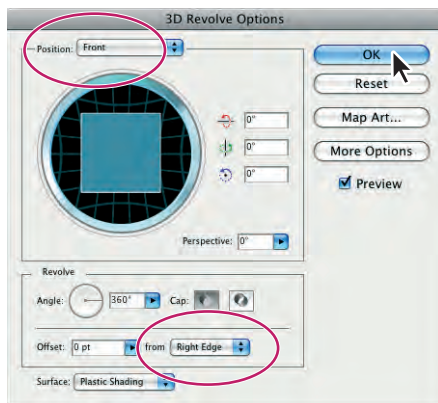 3D Revolve Options
Position: Front
OK
Reset
Map Art...
More Options
Preview
0°
0°
0°
Perspective: 0°
Revolve
Angle: 360° Cap:
Offset: 0 pt from Right Edge
Surface: Plastic Shading